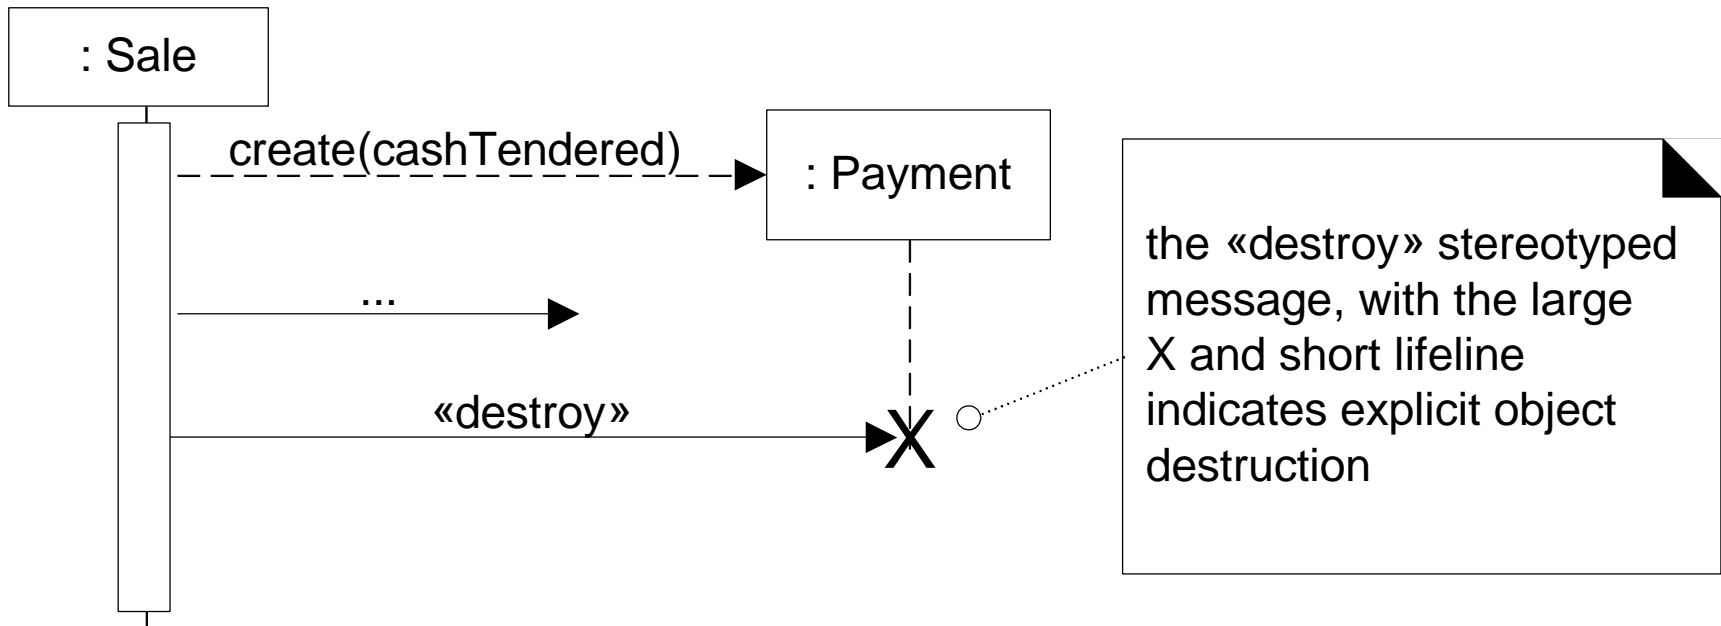 : Sale
create(cashTendered)
: Payment
...
«destroy»
X
the «destroy» stereotyped
message, with the large
X and short lifeline
indicates explicit object
destruction